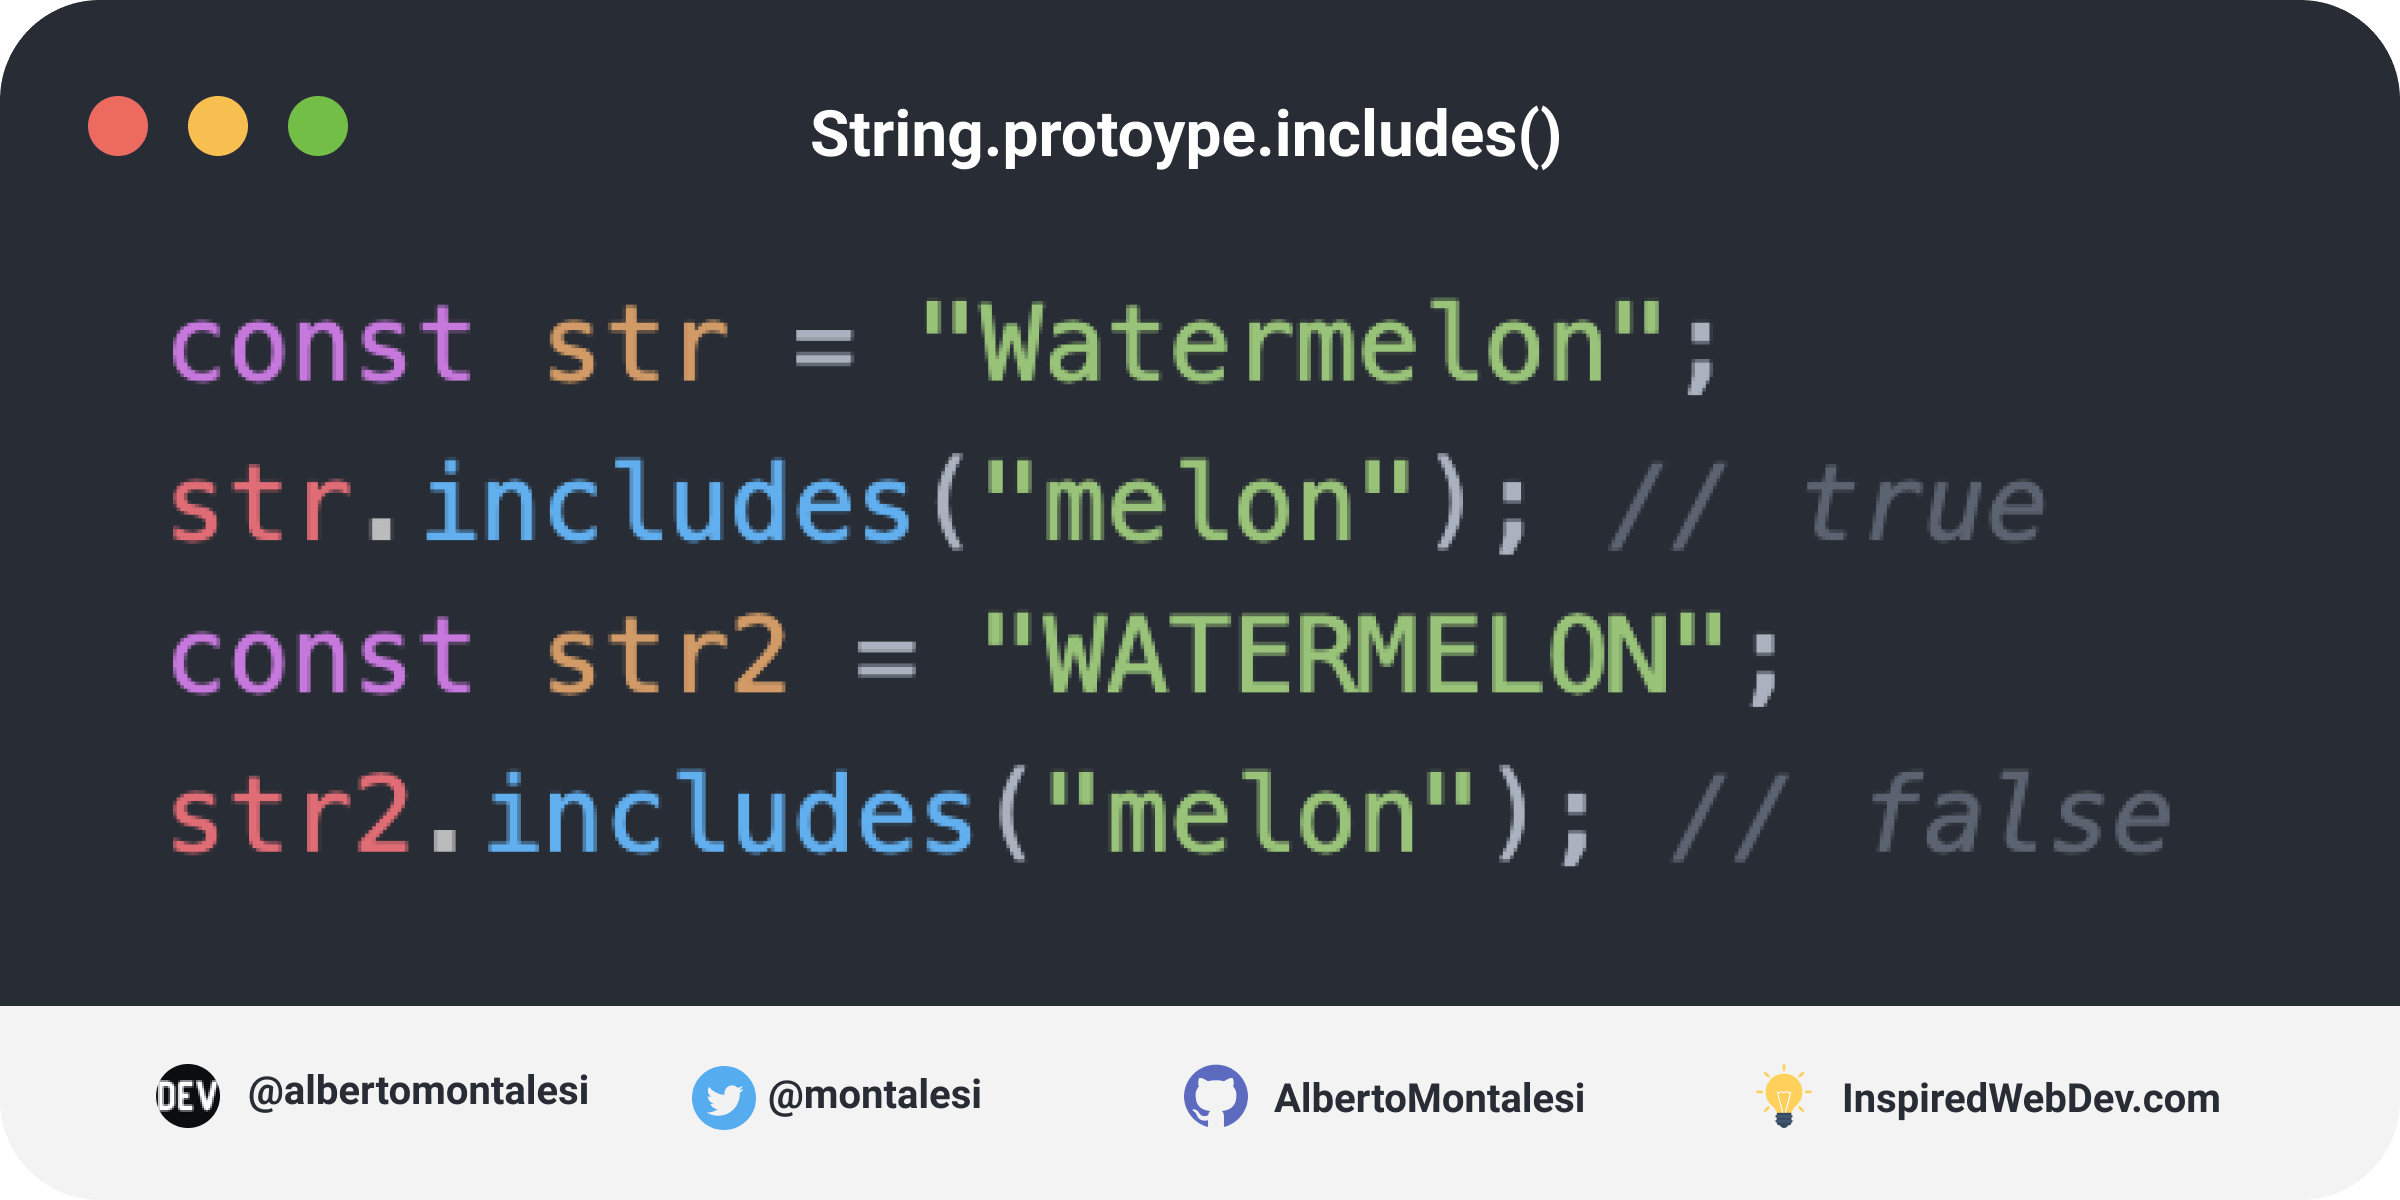 String.protoype.includes()
const str = "Watermelon";
str.includes("melon"); // true
const str2 = "WATERMELON";
str2.includes("melon"); // false
DEV @albertomontalesi @montalesi AlbertoMontalesi InspiredWebDev.com